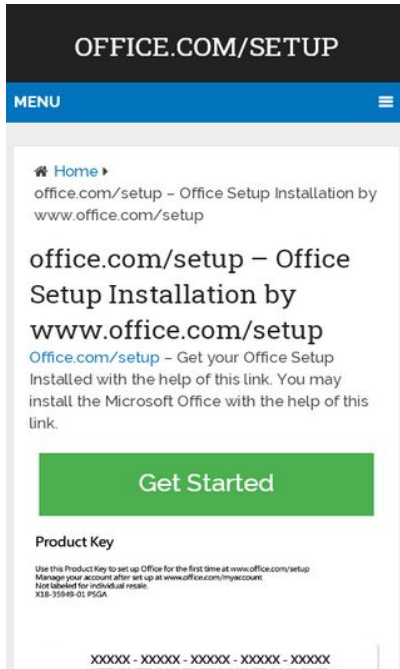 OFFICE.COM/SETUP
MENU
Home
office.com/setup – Office Setup Installation by
www.office.com/setup
office.com/setup – Office
Setup Installation by
www.office.com/setup
Office.com/setup – Get your Office Setup
Installed with the help of this link. You may
install the Microsoft Office with the help of this
link.
Get Started
Product Key
Use this Product Key to set up Office for the first time at www.office.com/setup
Manage your account after set up at www.office.com/myaccount
Not labeled for individual resale.
X18-35949-01 PSGA
XXXXX - XXXXX - XXXXX - XXXXX - XXXXX